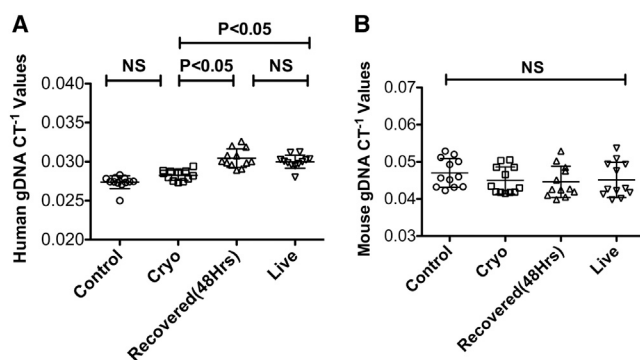 A
P<0.05
NS
P<0.05
NS
Human gDNA CT-1 Values
0.040
0.035
0.030
0.025
0.020
Control
Cryo
Recovered(48Hrs)
Live
B
NS
Mouse gDNA CT-1 Values
0.07
0.06
0.05
0.04
0.03
Control
Cryo
Recovered(48Hrs)
Live